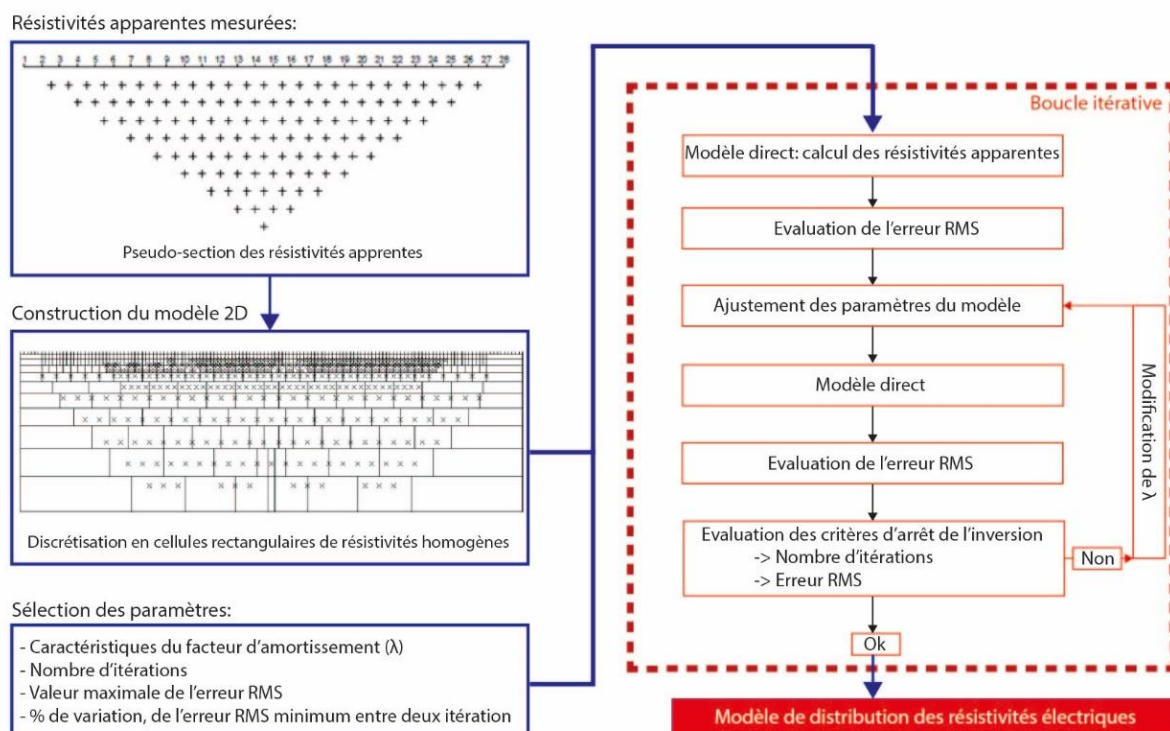 Résistivités apparentes mesurées:
1 2 3 4 5 6 7 8 9 10 11 12 13 14 15 16 17 18 19 20 21 22 23 24 25 26 27 28
Pseudo-section des résistivités apprentes
Construction du modèle 2D
Discrétisation en cellules rectangulaires de résistivités homogènes
Sélection des paramètres:
- Caractéristiques du facteur d'amortissement (λ)
- Nombre d'itérations
- Valeur maximale de l'erreur RMS
- % de variation, de l'erreur RMS minimum entre deux itération
Boucle itérative
Modèle direct: calcul des résistivités apparentes
Evaluation de l'erreur RMS
Ajustement des paramètres du modèle
Modèle direct
Evaluation de l'erreur RMS
Evaluation des critères d'arrêt de l'inversion
-> Nombre d'itérations
-> Erreur RMS
Non
Modification de λ
Ok
Modèle de distribution des résistivités électriques